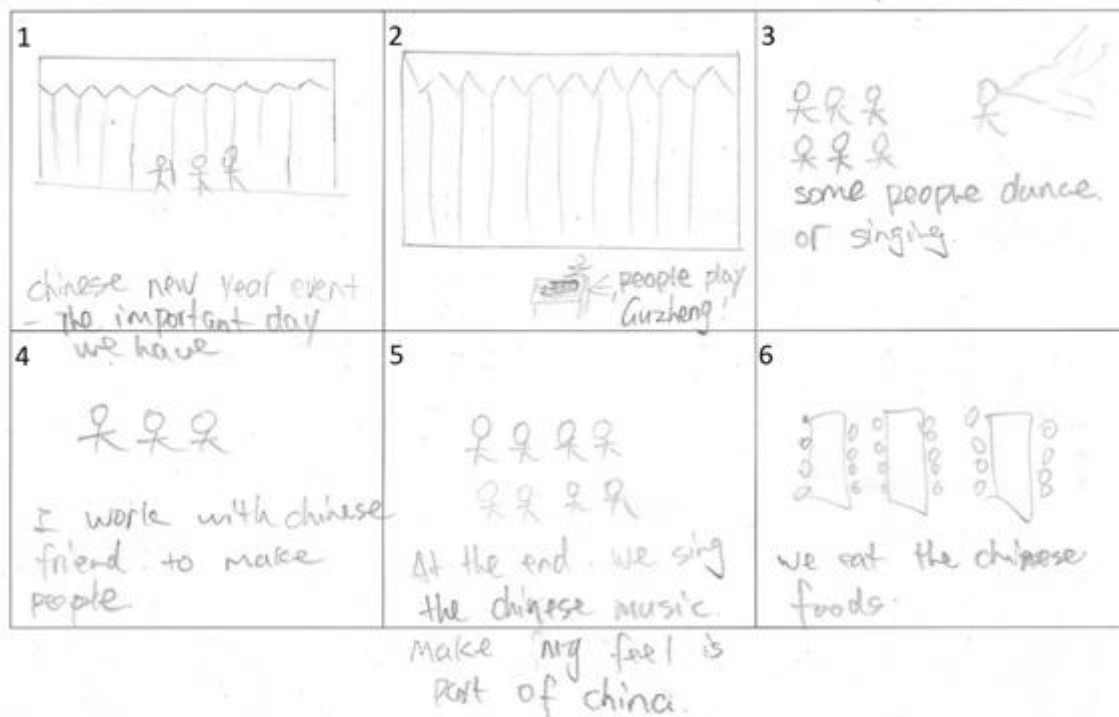 1
chinese new year event
- The important day
we have
2
people play
Guzheng!
3
some people dance.
or singing.
4
I work with chinese
friend. to make
people
5
At the end. we sing
the chinese music.
make my feel is
part of china.
6
we eat the chinese
foods.